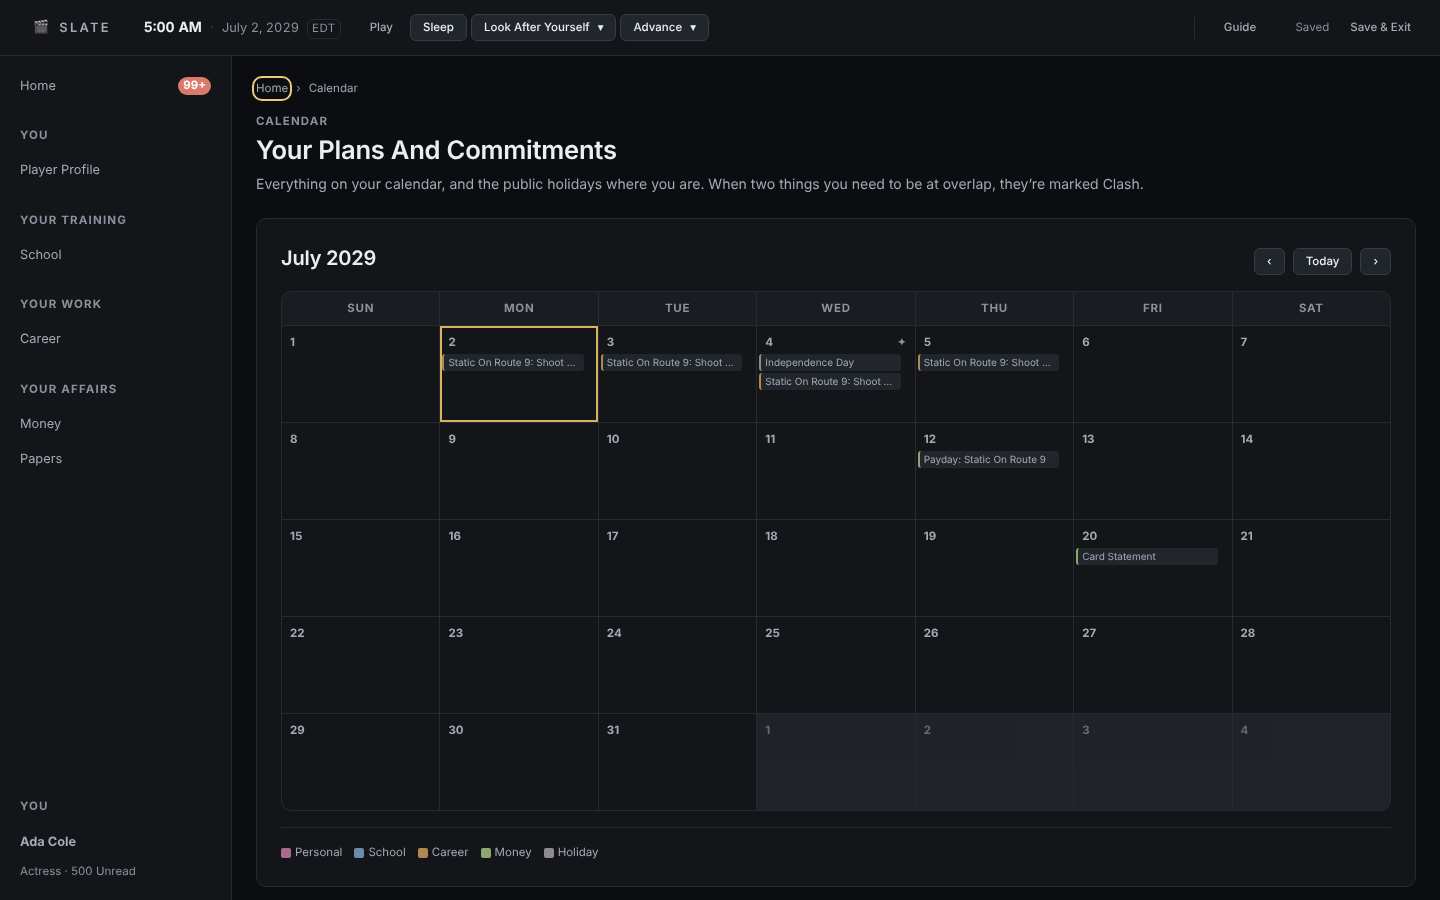 SLATE
5:00 AM · July 2, 2029 EDT
Play
Sleep
Look After Yourself ▾
Advance ▾
Guide
Saved
Save & Exit
Home
99+
YOU
Player Profile
YOUR TRAINING
School
YOUR WORK
Career
YOUR AFFAIRS
Money
Papers
YOU
Ada Cole
Actress · 500 Unread
Home › Calendar
CALENDAR
Your Plans And Commitments
Everything on your calendar, and the public holidays where you are. When two things you need to be at overlap, they're marked Clash.
July 2029
‹ Today ›
SUN MON TUE WED THU FRI SAT
1 2 3 4 ✦ 5 6 7
Static On Route 9: Shoot ...
Static On Route 9: Shoot ...
Independence Day
Static On Route 9: Shoot ...
Static On Route 9: Shoot ...
8 9 10 11 12 13 14
Payday: Static On Route 9
15 16 17 18 19 20 21
Card Statement
22 23 24 25 26 27 28
29 30 31 1 2 3 4
Personal School Career Money Holiday